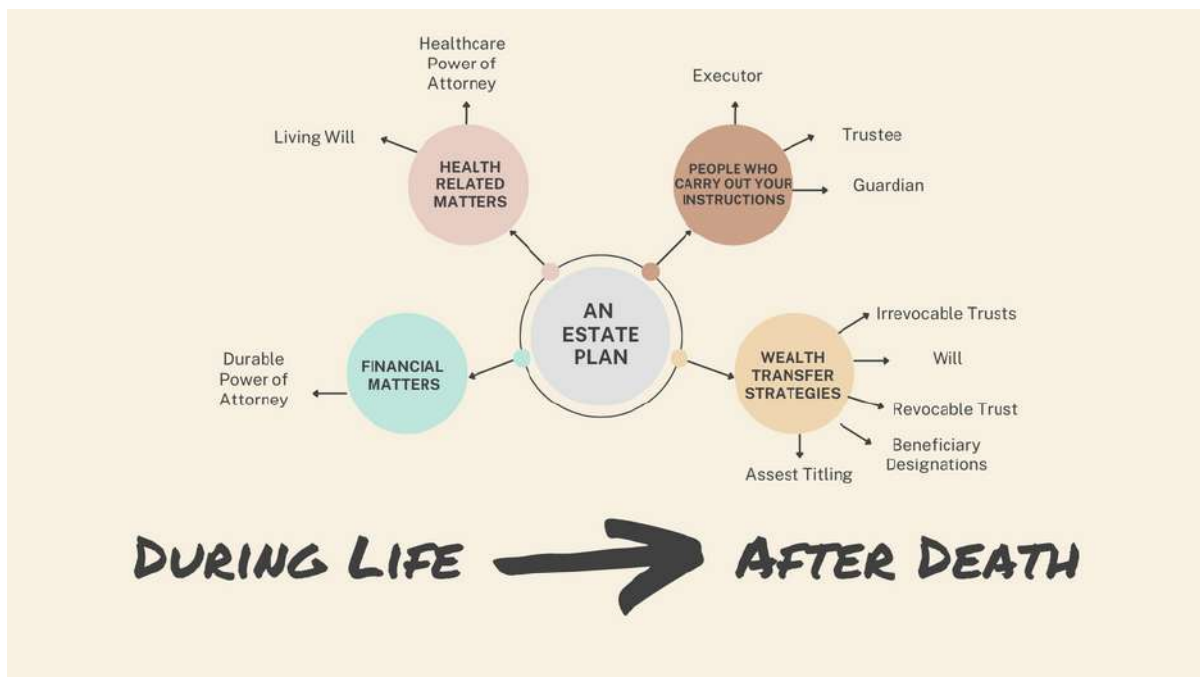 Healthcare
Power of
Attorney
Living Will
HEALTH
RELATED
MATTERS
Executor
Trustee
Guardian
PEOPLE WHO
CARRY OUT YOUR
INSTRUCTIONS
AN
ESTATE
PLAN
Durable
Power of
Attorney
FINANCIAL
MATTERS
WEALTH
TRANSFER
STRATEGIES
Irrevocable Trusts
Will
Revocable Trust
Beneficiary
Designations
Assest Titling
DURING LIFE
AFTER DEATH